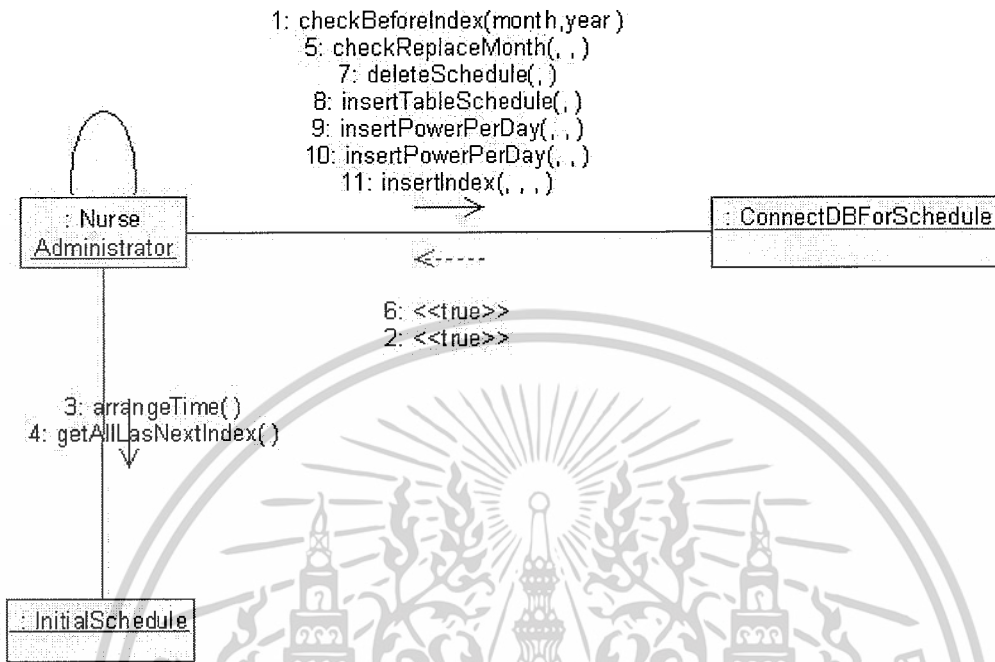 1: checkBeforeIndex(month,year)
5: checkReplaceMonth(, , )
7: deleteSchedule(, )
8: insertTableSchedule(, )
9: insertPowerPerDay(, , )
10: insertPowerPerDay(, , )
11: insertIndex(, , , )
: Nurse
Administrator
: ConnectDBForSchedule
6: <<true>>
2: <<true>>
3: arrangeTime( )
4: getAllLasNextIndex( )
: InitialSchedule